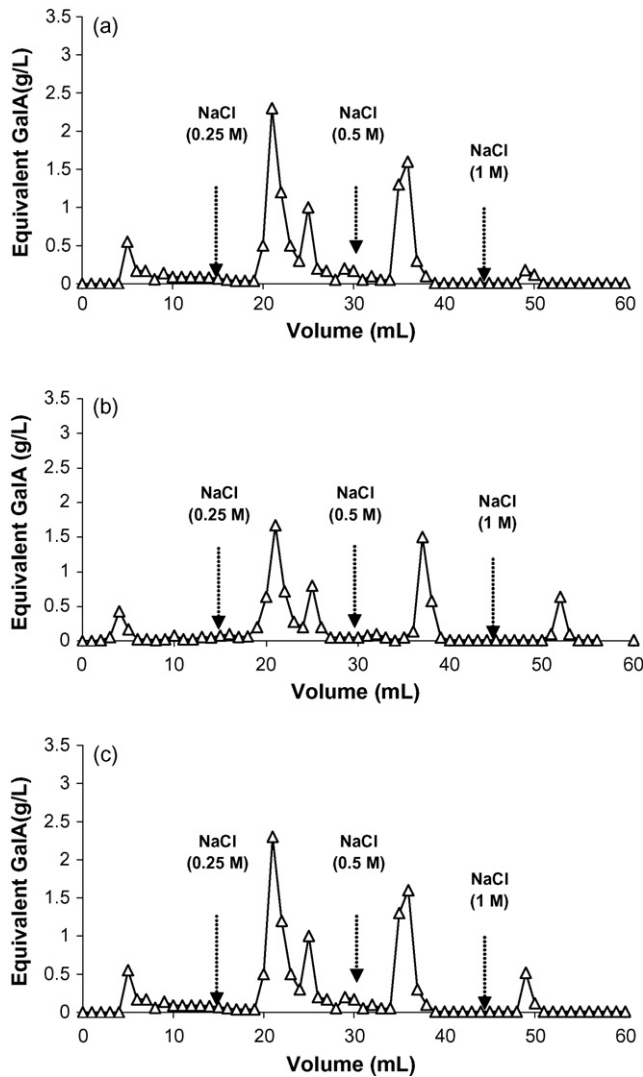 (a)
Equivalent GalA(g/L)
3.5
3
2.5
2
1.5
1
0.5
0
NaCl
(0.25 M)
NaCl
(0.5 M)
NaCl
(1 M)
0 10 20 30 40 50 60
Volume (mL)
(b)
Equivalent GalA (g/L)
3.5
3
2.5
2
1.5
1
0.5
0
NaCl
(0.25 M)
NaCl
(0.5 M)
NaCl
(1 M)
0 10 20 30 40 50 60
Volume (mL)
(c)
Equivalent GalA(g/L)
3.5
3
2.5
2
1.5
1
0.5
0
NaCl
(0.25 M)
NaCl
(0.5 M)
NaCl
(1 M)
0 10 20 30 40 50 60
Volume (mL)